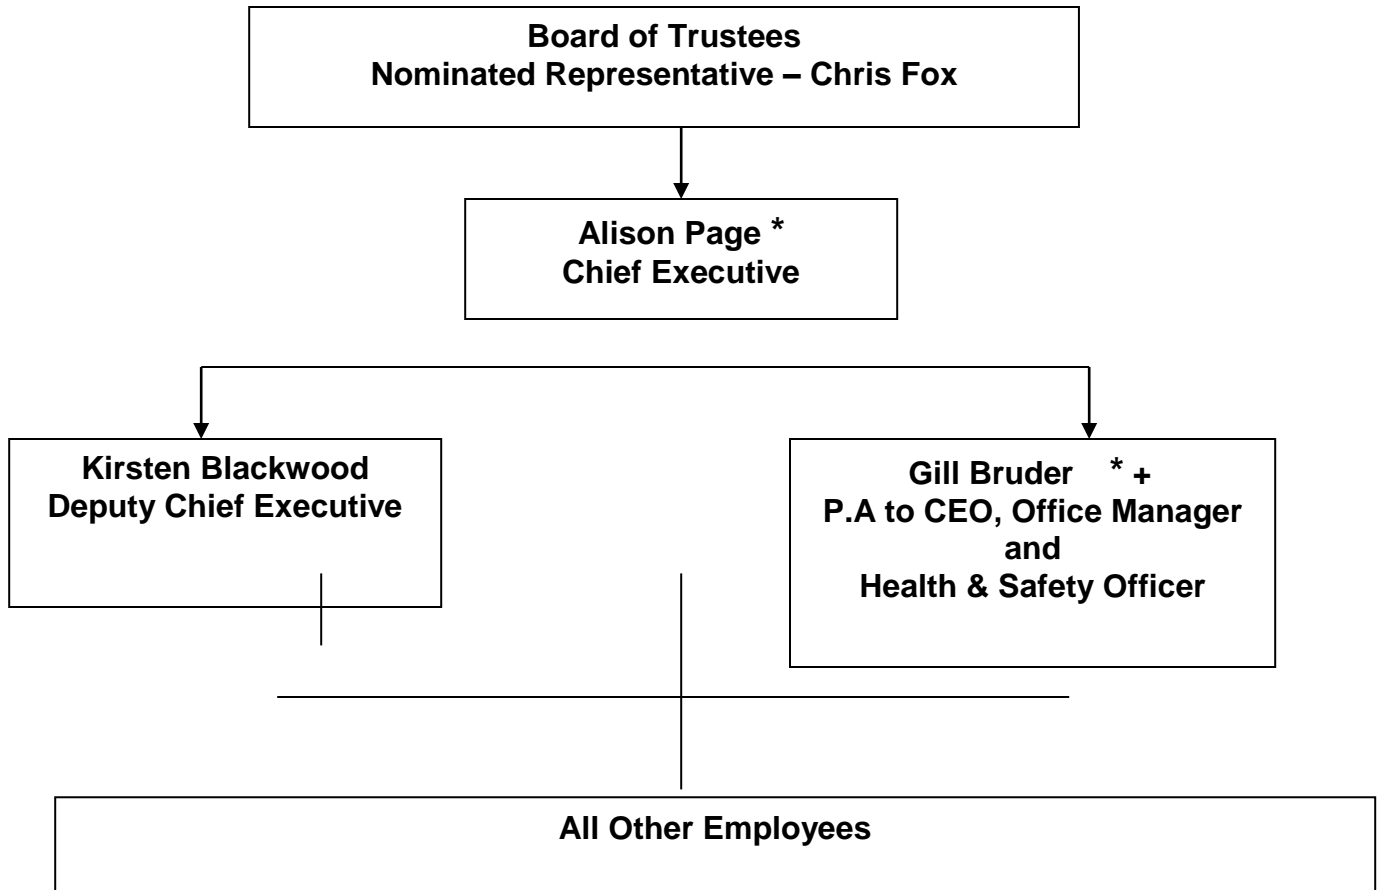 Board of Trustees
Nominated Representative – Chris Fox
Alison Page *
Chief Executive
Kirsten Blackwood
Deputy Chief Executive
Gill Bruder * +
P.A to CEO, Office Manager
and
Health & Safety Officer
All Other Employees